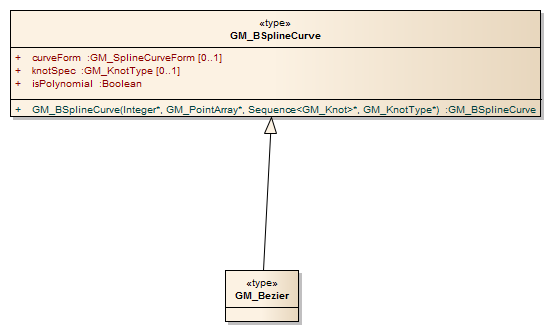 «type»
GM_BSplineCurve
+ curveForm :GM_SplineCurveForm [0..1]
+ knotSpec :GM_KnotType [0..1]
+ isPolynomial :Boolean
+ GM_BSplineCurve(Integer*, GM_PointArray*, Sequence<GM_Knot>*, GM_KnotType*) :GM_BSplineCurve
«type»
GM_Bezier